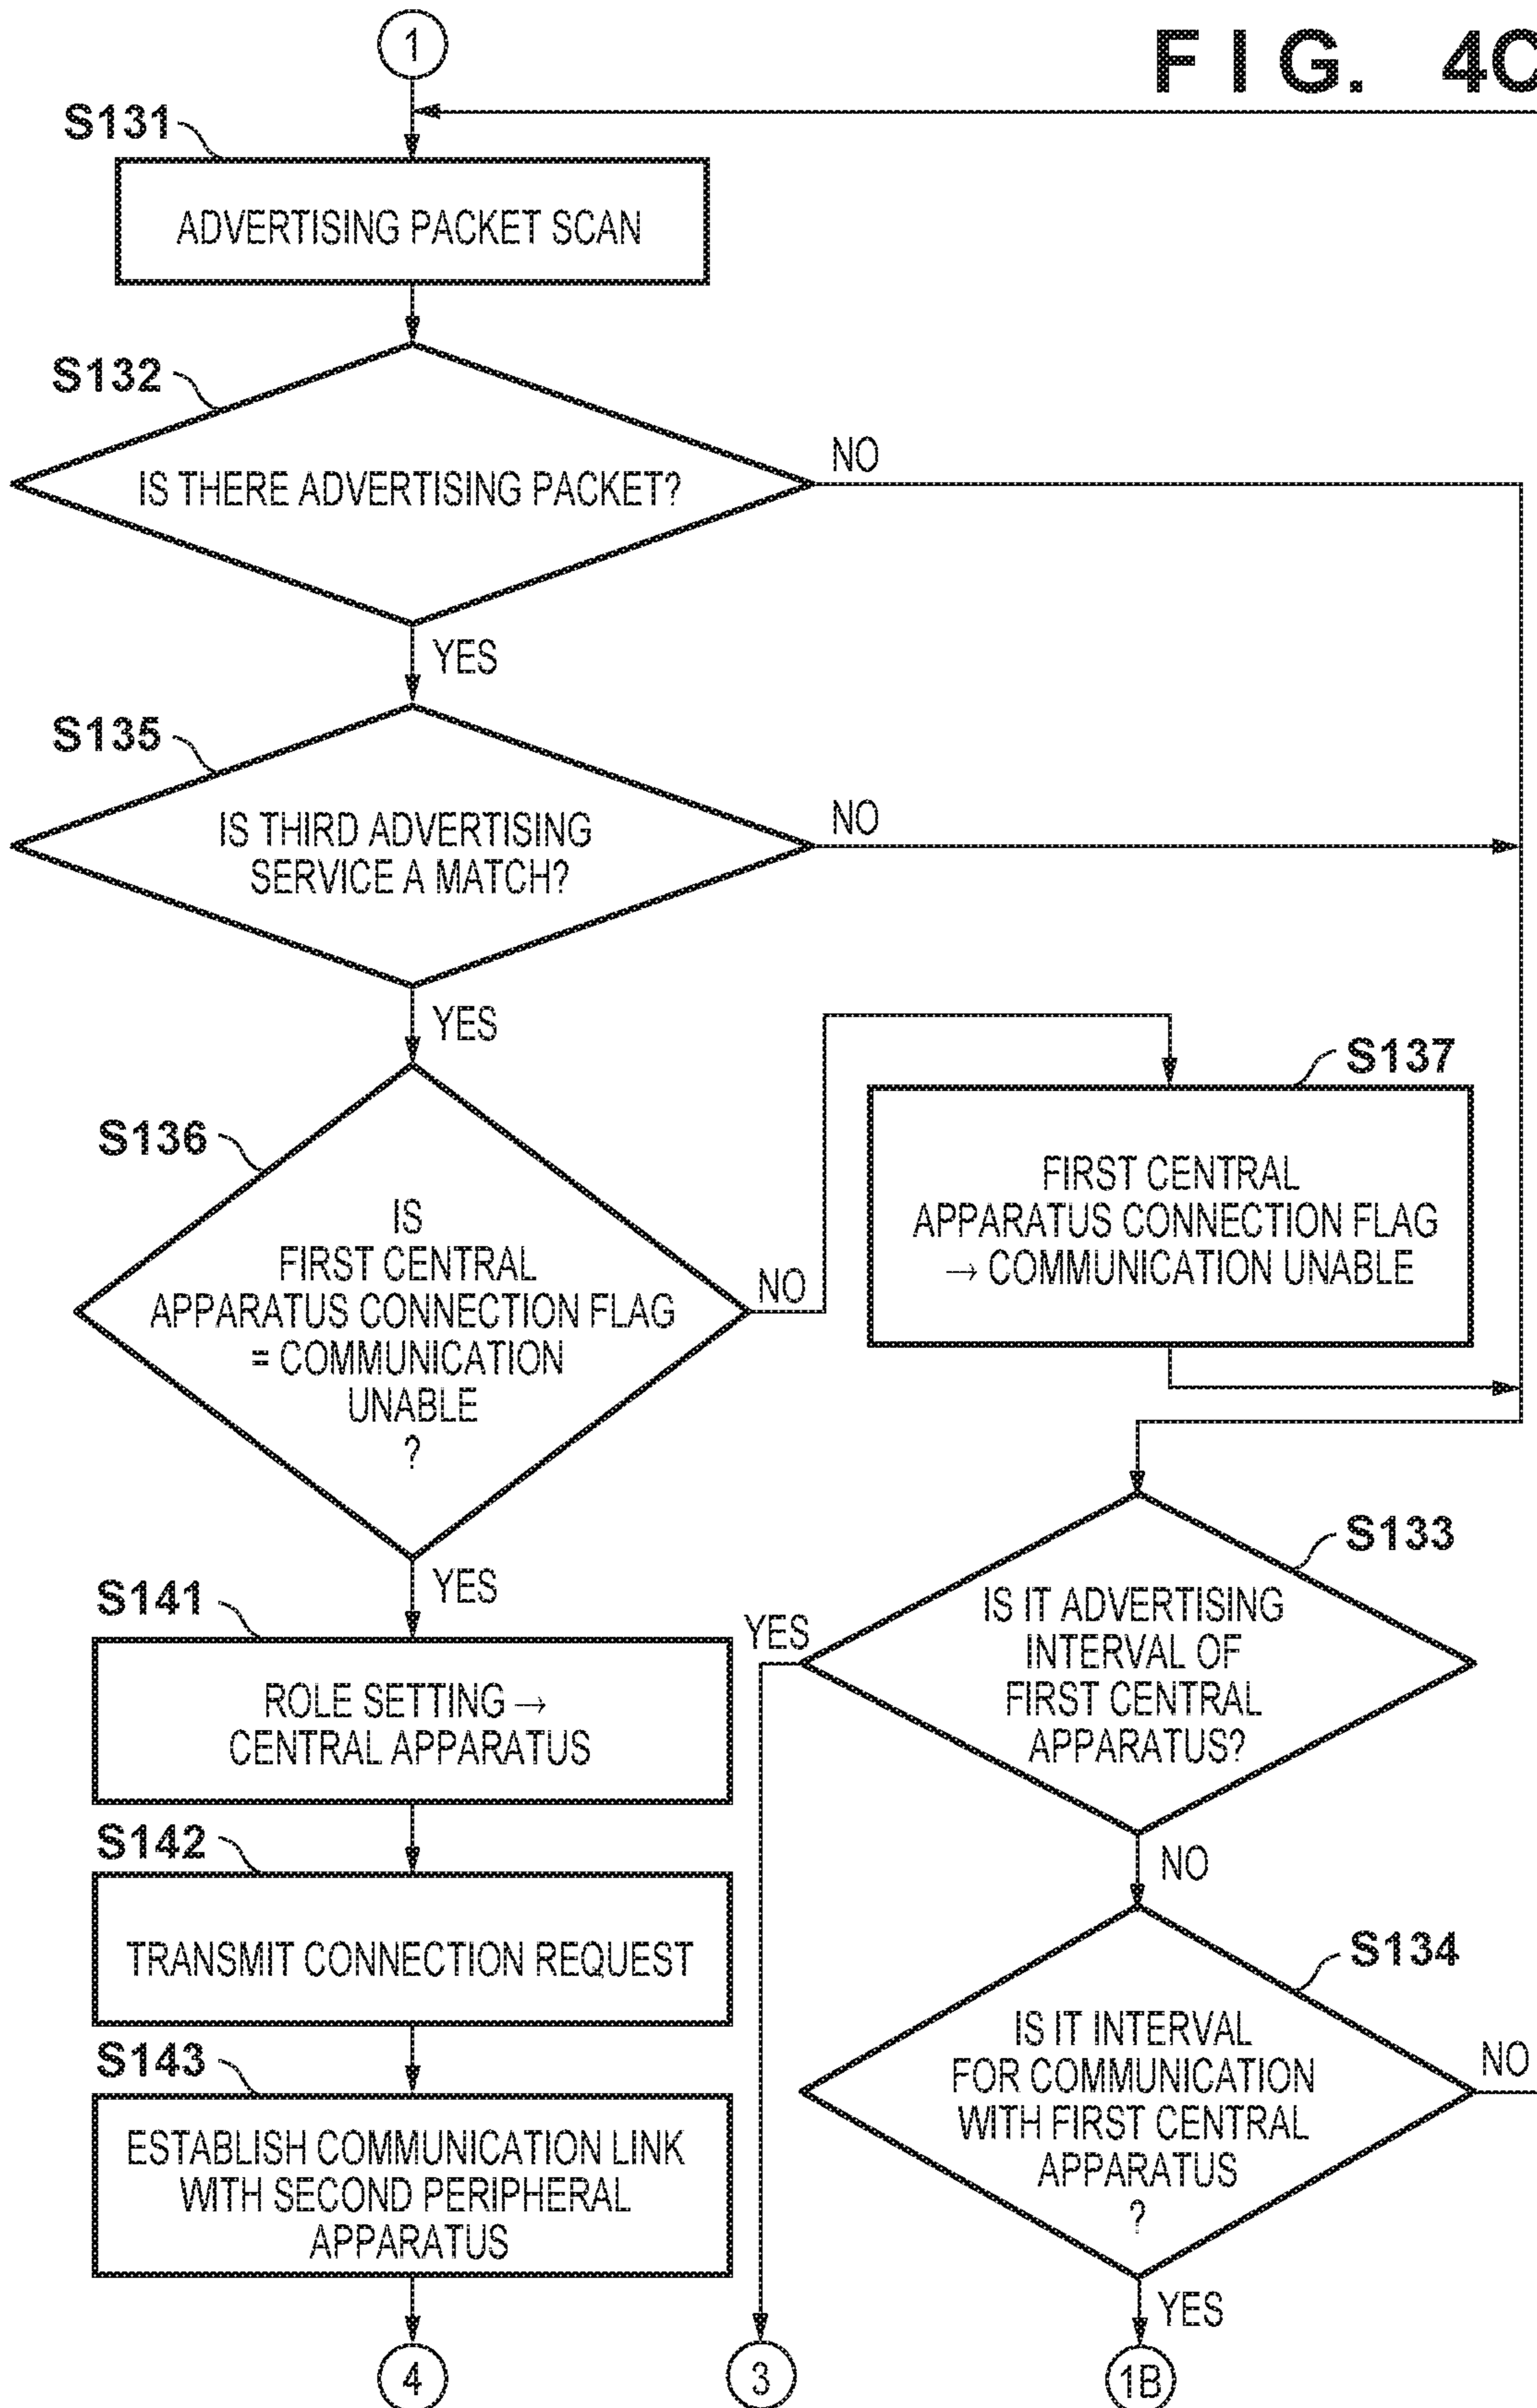 1
F I G. 4C
S131
ADVERTISING PACKET SCAN
S132
IS THERE ADVERTISING PACKET?
NO
YES
S135
IS THIRD ADVERTISING
SERVICE A MATCH?
NO
YES
S136
IS
FIRST CENTRAL
APPARATUS CONNECTION FLAG
= COMMUNICATION
UNABLE
?
NO
YES
S137
FIRST CENTRAL
APPARATUS CONNECTION FLAG
→ COMMUNICATION UNABLE
S133
IS IT ADVERTISING
INTERVAL OF
FIRST CENTRAL
APPARATUS?
YES
NO
S141
ROLE SETTING →
CENTRAL APPARATUS
S142
TRANSMIT CONNECTION REQUEST
S134
IS IT INTERVAL
FOR COMMUNICATION
WITH FIRST CENTRAL
APPARATUS
?
NO
YES
S143
ESTABLISH COMMUNICATION LINK
WITH SECOND PERIPHERAL
APPARATUS
4
3
1B